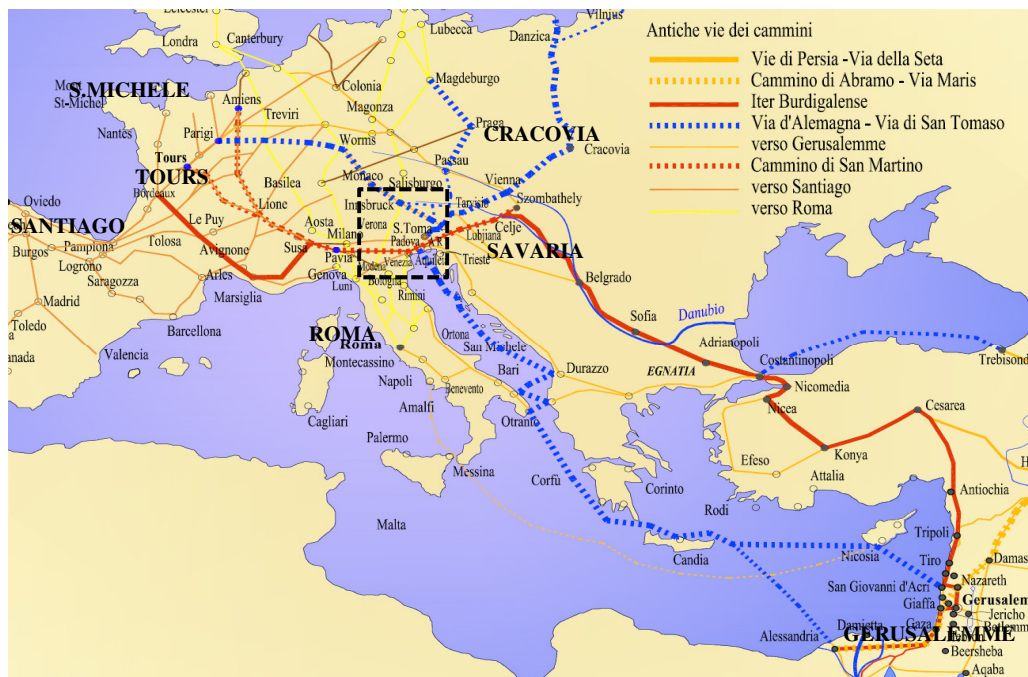 Leicester
Londra
Canterbury
Lubecca
Danzica
Vilnius
Antiche vie dei cammini
Vie di Persia -Via della Seta
Cammino di Abramo - Via Maris
Iter Burdigalense
Via d'Alemagna - Via di San Tomaso
verso Gerusalemme
Cammino di San Martino
verso Santiago
verso Roma
S.MICHELE
Mont
St-Michel
Amiens
Colonia
Magdeburgo
Magonza
Treviri
Nantes
Parigi
Worms
Praga
CRACOVIA
Cracovia
Tours
TOURS
Bordeaux
Basilea
Monaco
Passau
Salisburgo
Vienna
Szombathely
Oviedo
SANTIAGO
Burgos
Pampiona
Logrono
Saragozza
Le Puy
Lione
Tolosa
Avignone
Arles
Marsiglia
Aosta
Milano
Susa
Pavia
Genova
Luni
Innsbruck
Verona
S.Toma
Padova
Venezia
Modena
Bologna
Rimini
Tarvisio
Celje
Lubjiana
Aquileia
Trieste
SAVARIA
Belgrado
Madrid
Toledo
Valencia
Barcellona
ROMA
Roma
Montecassino
Ortona
San Michele
Bari
Napoli
Benevento
Amalfi
Otranto
Durazzo
EGNATIA
Sofia
Danubio
Adrianopoli
Costantinopoli
Nicomedia
Nicea
Trebisond
Cesarea
Konya
Efeso
Attalia
Antiochia
Cagliari
Palermo
Messina
Malta
Corfù
Corinto
Rodi
Candia
Nicosia
Tripoli
Tiro
Damas
San Giovanni d'Acri
Nazareth
Giaffa
Gerusalem
Jericho
Gaza
Damietta
Alessandria
GERUSALEMME
Beersheba
Aqaba